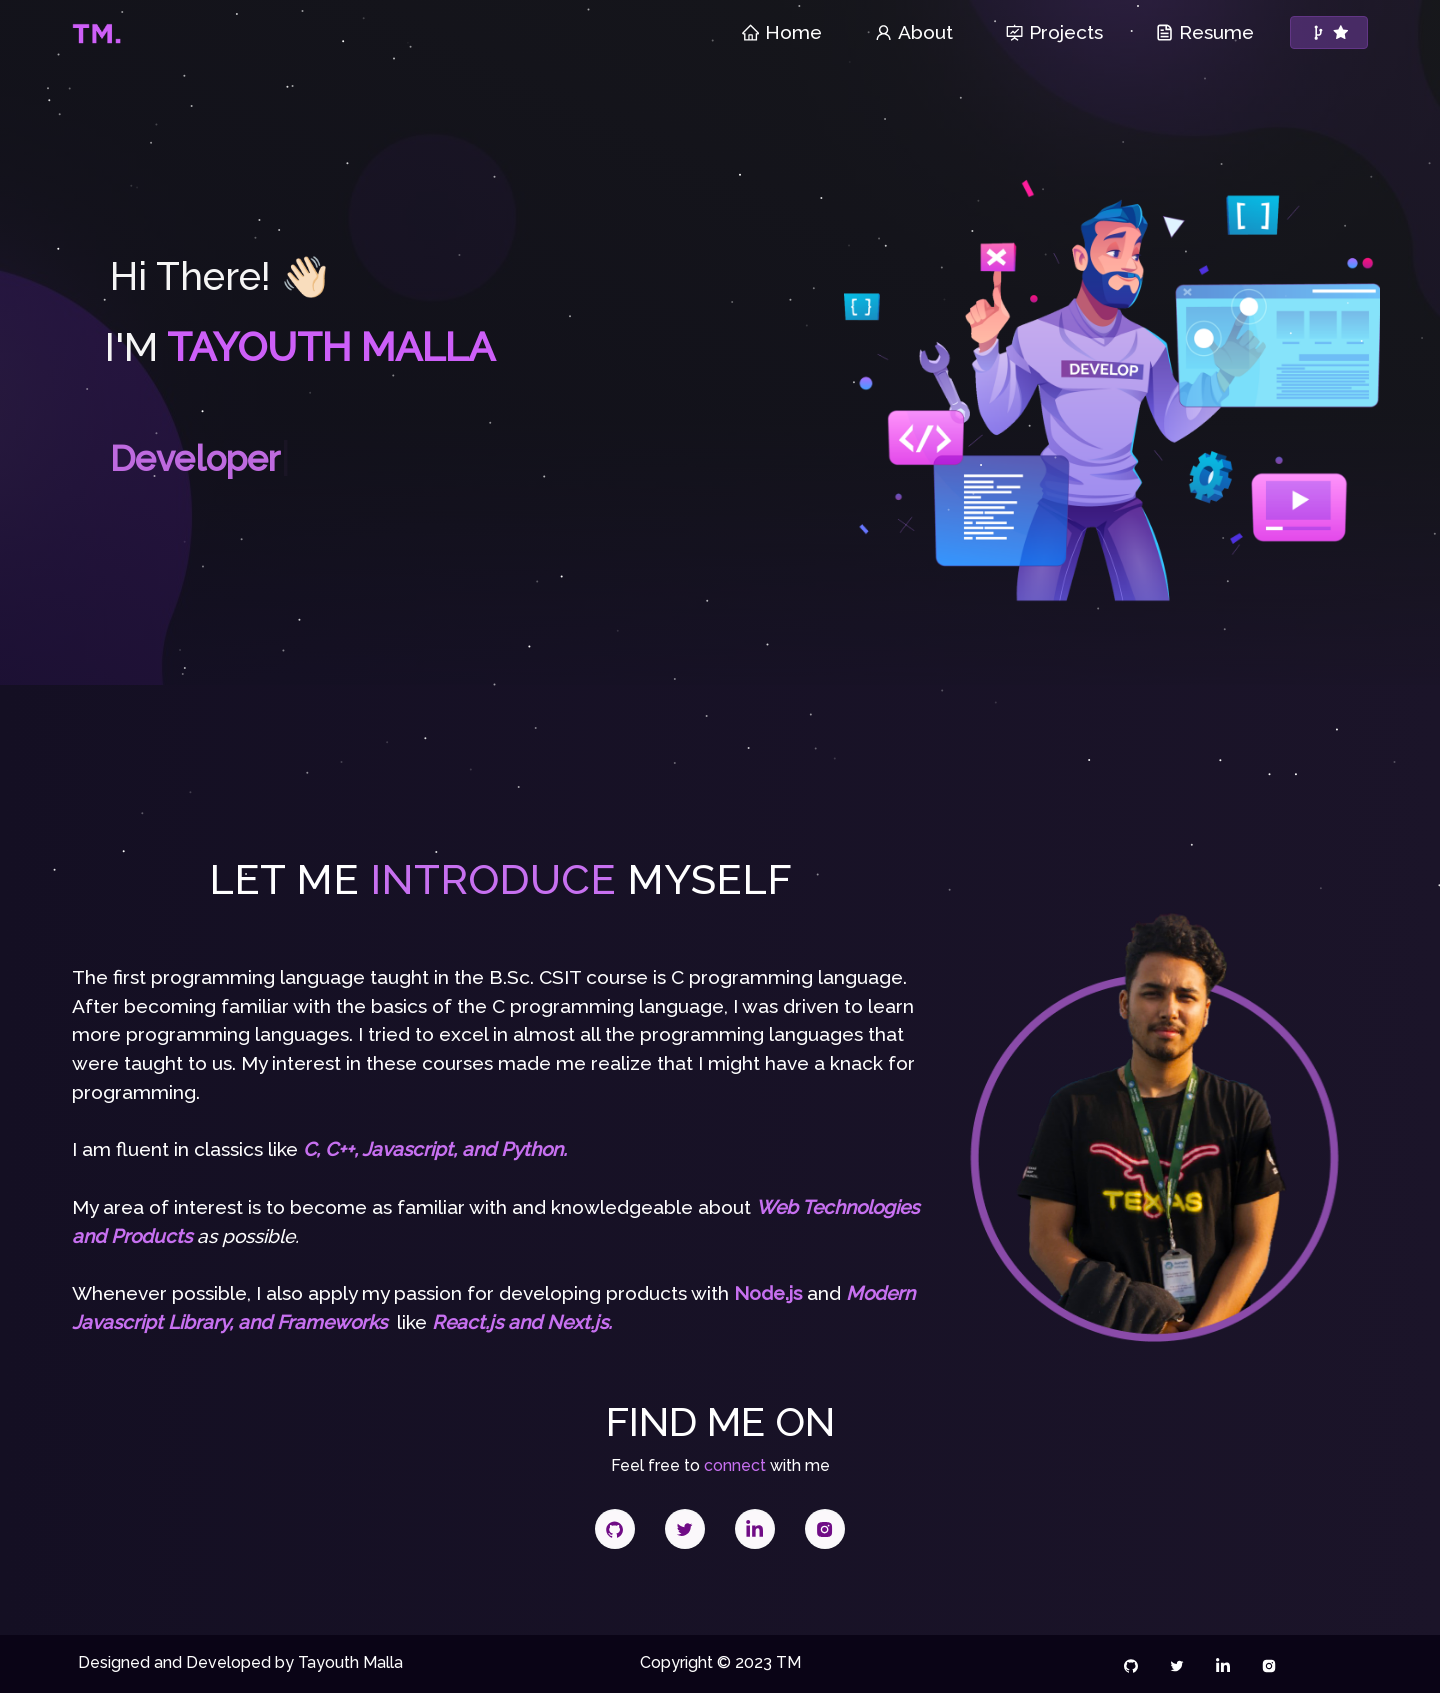 TM.
Home
About
Projects
Resume
Hi There! 👋🏻
I'M TAYOUTH MALLA
Developer
[ ]
[ ]
DEVELOP
</>
LET ME INTRODUCE MYSELF
The first programming language taught in the B.Sc. CSIT course is C programming language.
After becoming familiar with the basics of the C programming language, I was driven to learn
more programming languages. I tried to excel in almost all the programming languages that
were taught to us. My interest in these courses made me realize that I might have a knack for
programming.
I am fluent in classics like C, C++, Javascript, and Python.
My area of interest is to become as familiar with and knowledgeable about Web Technologies
and Products as possible.
Whenever possible, I also apply my passion for developing products with Node.js and Modern
Javascript Library, and Frameworks like React.js and Next.js.
TEXAS
FIND ME ON
Feel free to connect with me
in
Designed and Developed by Tayouth Malla
Copyright © 2023 TM
in